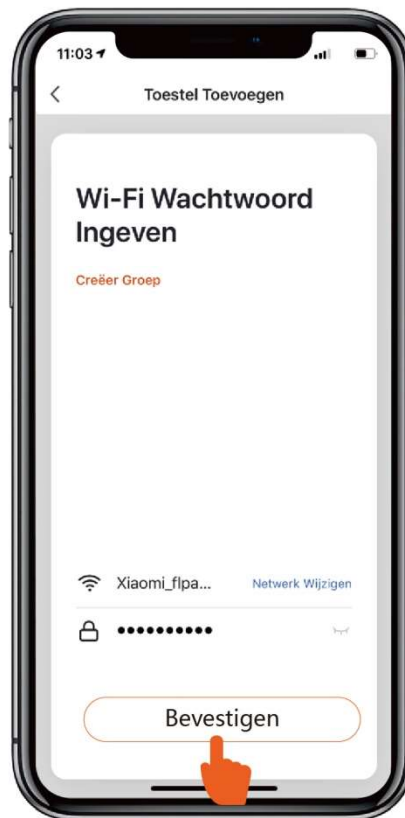 11:03
Toestel Toevoegen
Wi-Fi Wachtwoord
Ingeven
Creëer Groep
Xiaomi_flpa... Netwerk Wijzigen
••••••••••
Bevestigen